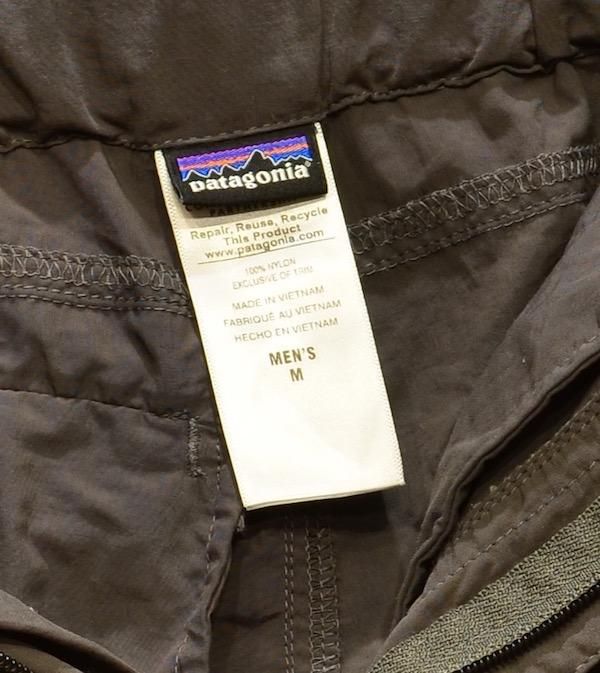 patagonia®
Repair, Reuse, Recycle
This Product
www.patagonia.com
100% NYLON
EXCLUSIVE OF TRIM
MADE IN VIETNAM
FABRIQUÉ AU VIETNAM
HECHO EN VIETNAM
MEN'S
M